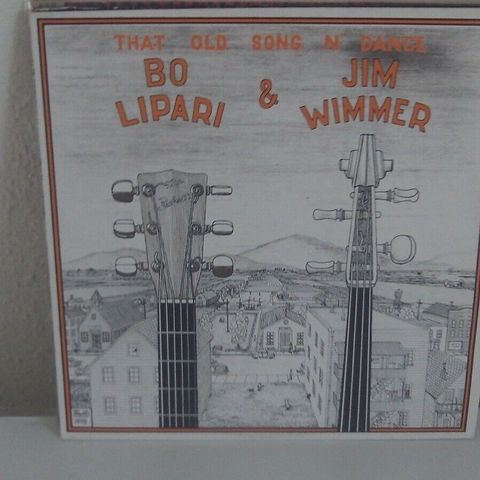 THAT OLD SONG N' DANCE
BO LIPARI
&
JIM WIMMER